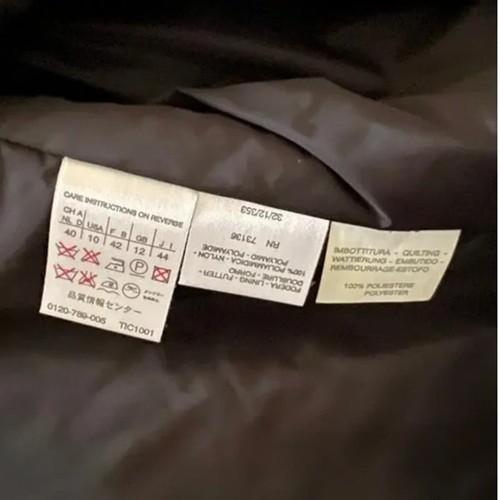 CARE INSTRUCTIONS ON REVERSE
CH A USA F B GB J I
NL D
40 10 42 12 44
P
品質情報センター
0120-789-005 TIC1001
32/12/353
RN 73136
FODERA - LINING - FUTTER -
DOUBLURE - FORRO
100% POLIAMMIDICA - NYLON -
POLYAMID - POLYAMIDE
IMBOTTITURA - QUILTING -
WATTIERUNG - EMBUTIDO -
REMBOURRAGE-ESTOFO
100% POLIESTERE
POLYESTER